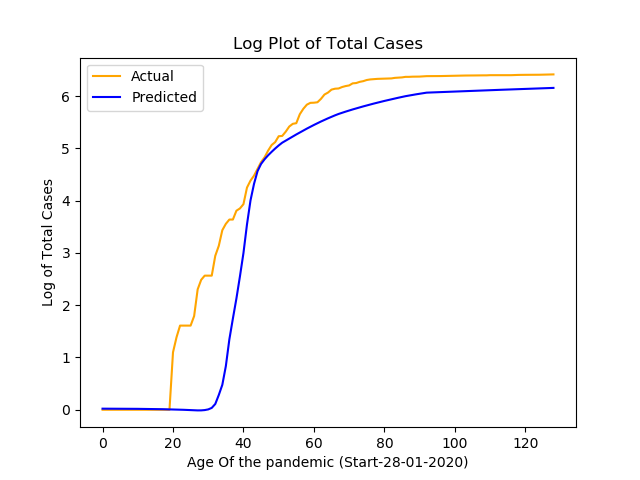 Log Plot of Total Cases
Actual
Predicted
Log of Total Cases
6
5
4
3
2
1
0
0 20 40 60 80 100 120
Age Of the pandemic (Start-28-01-2020)